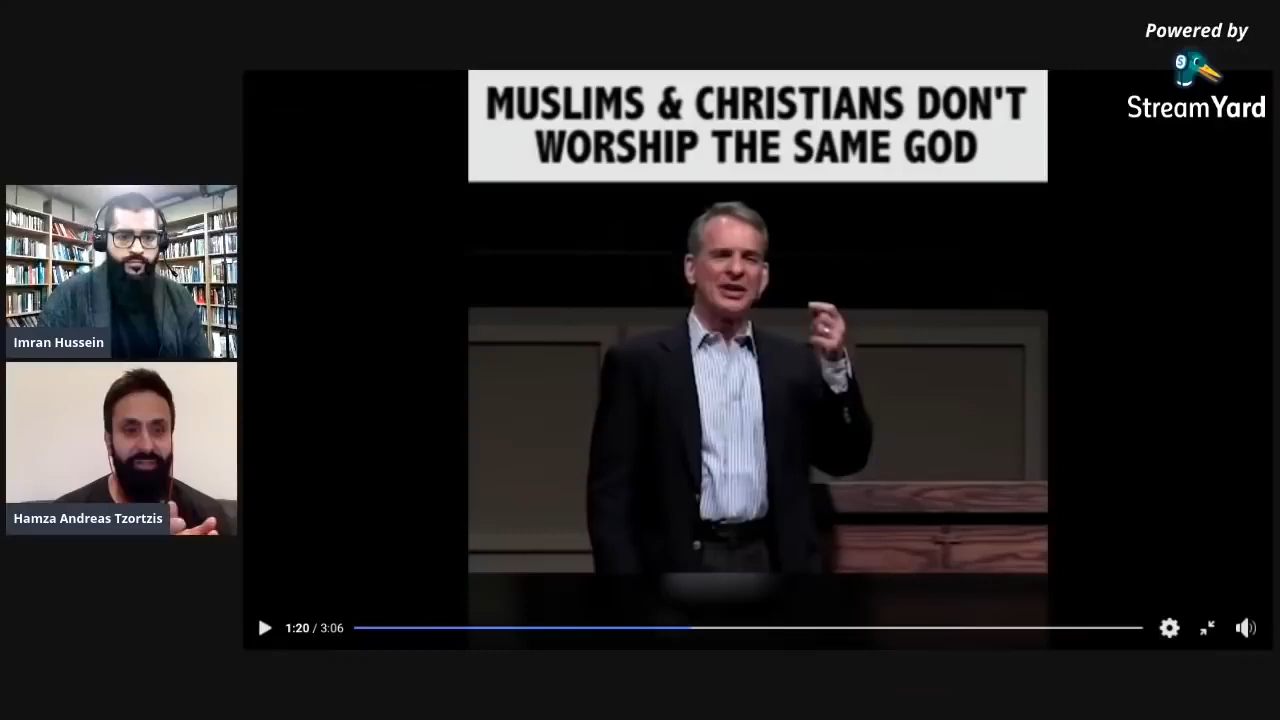 Powered by
StreamYard
MUSLIMS & CHRISTIANS DON'T
WORSHIP THE SAME GOD
Imran Hussein
Hamza Andreas Tzortzis
1:20 / 3:06